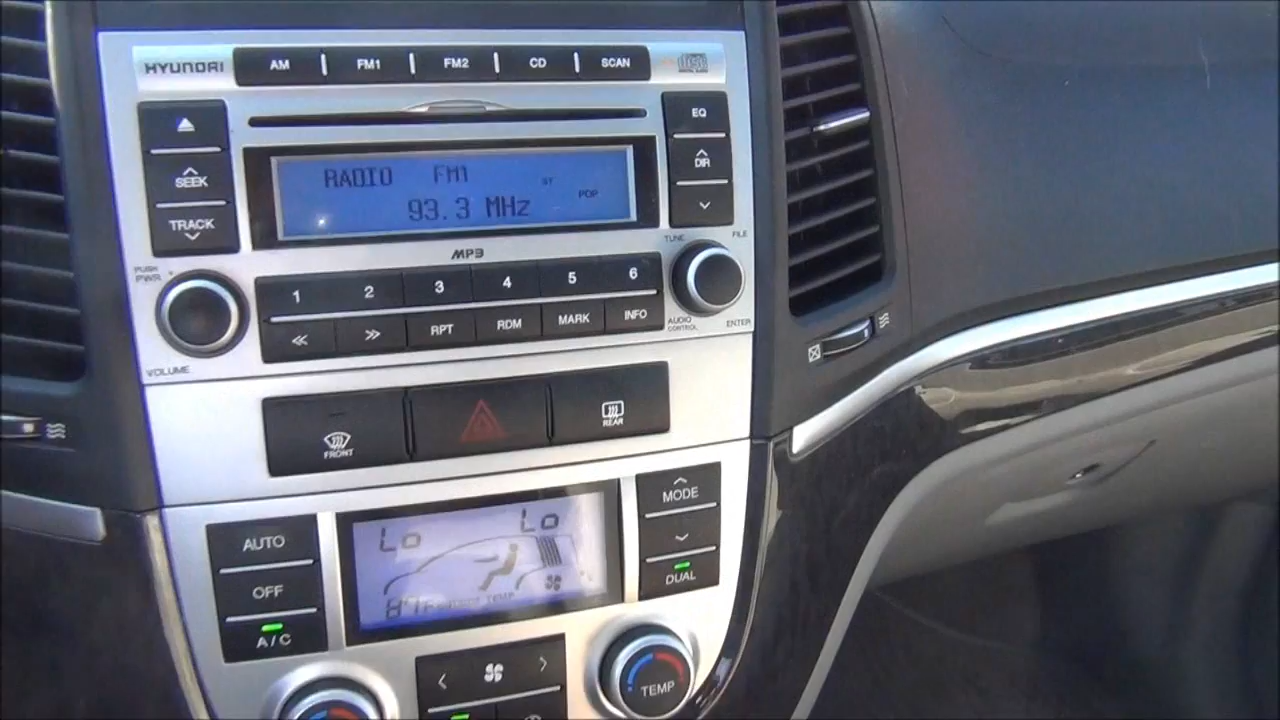 HYUNDAI AM FM1 FM2 CD SCAN
EQ
SEEK
DIR
TRACK
RADIO FM1 ST
93.3 MHz PDP
MP3
TUNE FILE
PUSH
PWR
1 2 3 4 5 6
<< >> RPT RDM MARK INFO
AUDIO
CONTROL ENTER
VOLUME
FRONT
REAR
AUTO
OFF
A/C
Lo Lo
87F TEMP
MODE
DUAL
TEMP